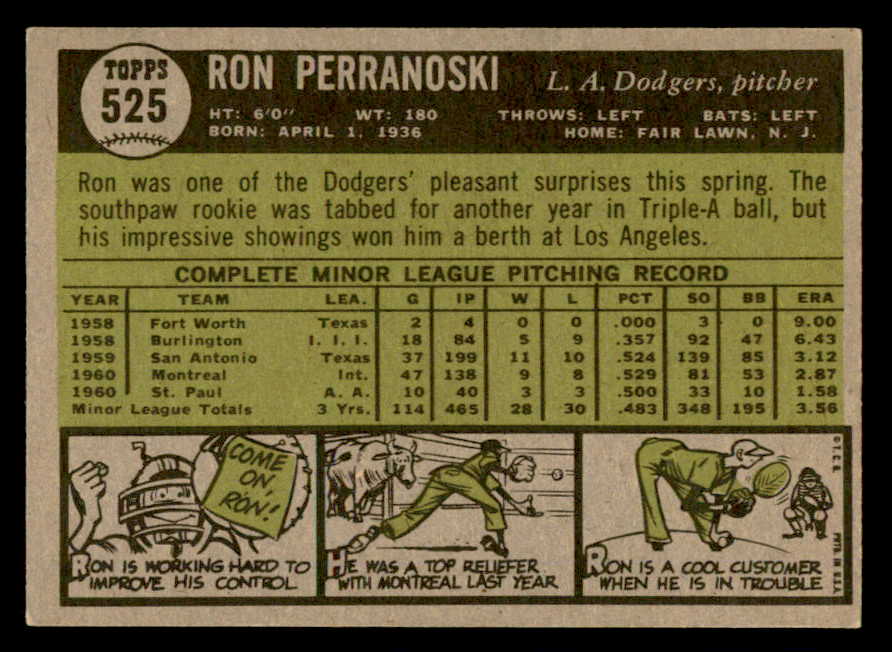 TOPPS
525
RON PERRANOSKI
L. A. Dodgers, pitcher
HT: 6'0" WT: 180 THROWS: LEFT BATS: LEFT
BORN: APRIL 1, 1936 HOME: FAIR LAWN, N. J.
Ron was one of the Dodgers' pleasant surprises this spring. The
southpaw rookie was tabbed for another year in Triple-A ball, but
his impressive showings won him a berth at Los Angeles.
COMPLETE MINOR LEAGUE PITCHING RECORD
YEAR TEAM LEA. G IP W L PCT SO BB ERA
1958 Fort Worth Texas 2 4 0 0 .000 3 0 9.00
1958 Burlington I. I. I. 18 84 5 9 .357 92 47 6.43
1959 San Antonio Texas 37 199 11 10 .524 139 85 3.12
1960 Montreal Int. 47 138 9 8 .529 81 53 2.87
1960 St. Paul A. A. 10 40 3 3 .500 33 10 1.58
Minor League Totals 3 Yrs. 114 465 28 30 .483 348 195 3.56
COME
ON,
RON!
RON IS WORKING HARD TO
IMPROVE HIS CONTROL
HE WAS A TOP RELIEFER
WITH MONTREAL LAST YEAR
RON IS A COOL CUSTOMER
WHEN HE IS IN TROUBLE
© T.C.G.
PRTD. IN U.S.A.